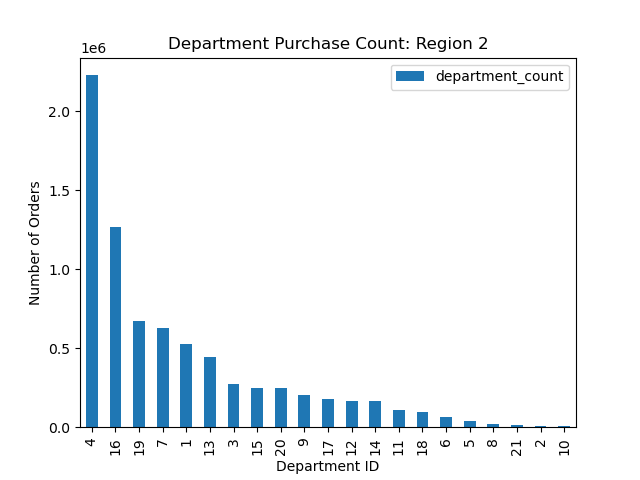 Department Purchase Count: Region 2
1e6
department_count
2.0
1.5
1.0
0.5
0.0
Number of Orders
4 16 19 7 1 13 3 15 20 9 17 12 14 11 18 6 5 8 21 2 10
Department ID